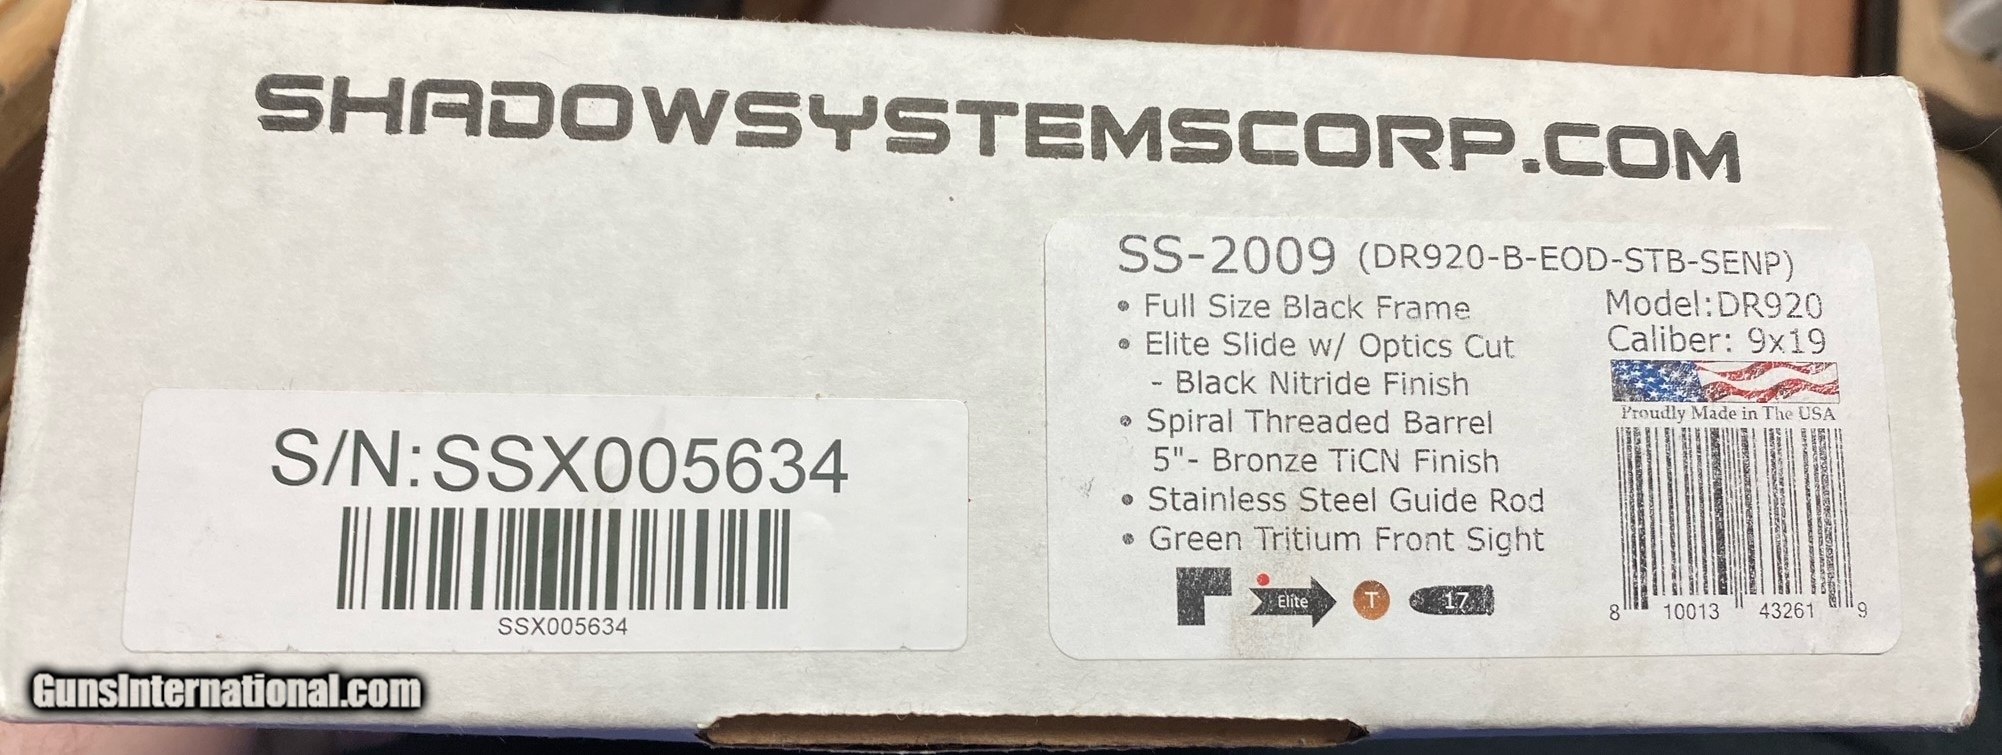 SHADOWSYSTEMSCORP.COM
SS-2009 (DR920-B-EOD-STB-SENP)
• Full Size Black Frame
• Elite Slide w/ Optics Cut
- Black Nitride Finish
• Spiral Threaded Barrel
5"- Bronze TiCN Finish
• Stainless Steel Guide Rod
• Green Tritium Front Sight
Model:DR920
Caliber: 9x19
Proudly Made in The USA
8 10013 43261 9
Elite T 17
S/N:SSX005634
SSX005634
GunsInternational.com